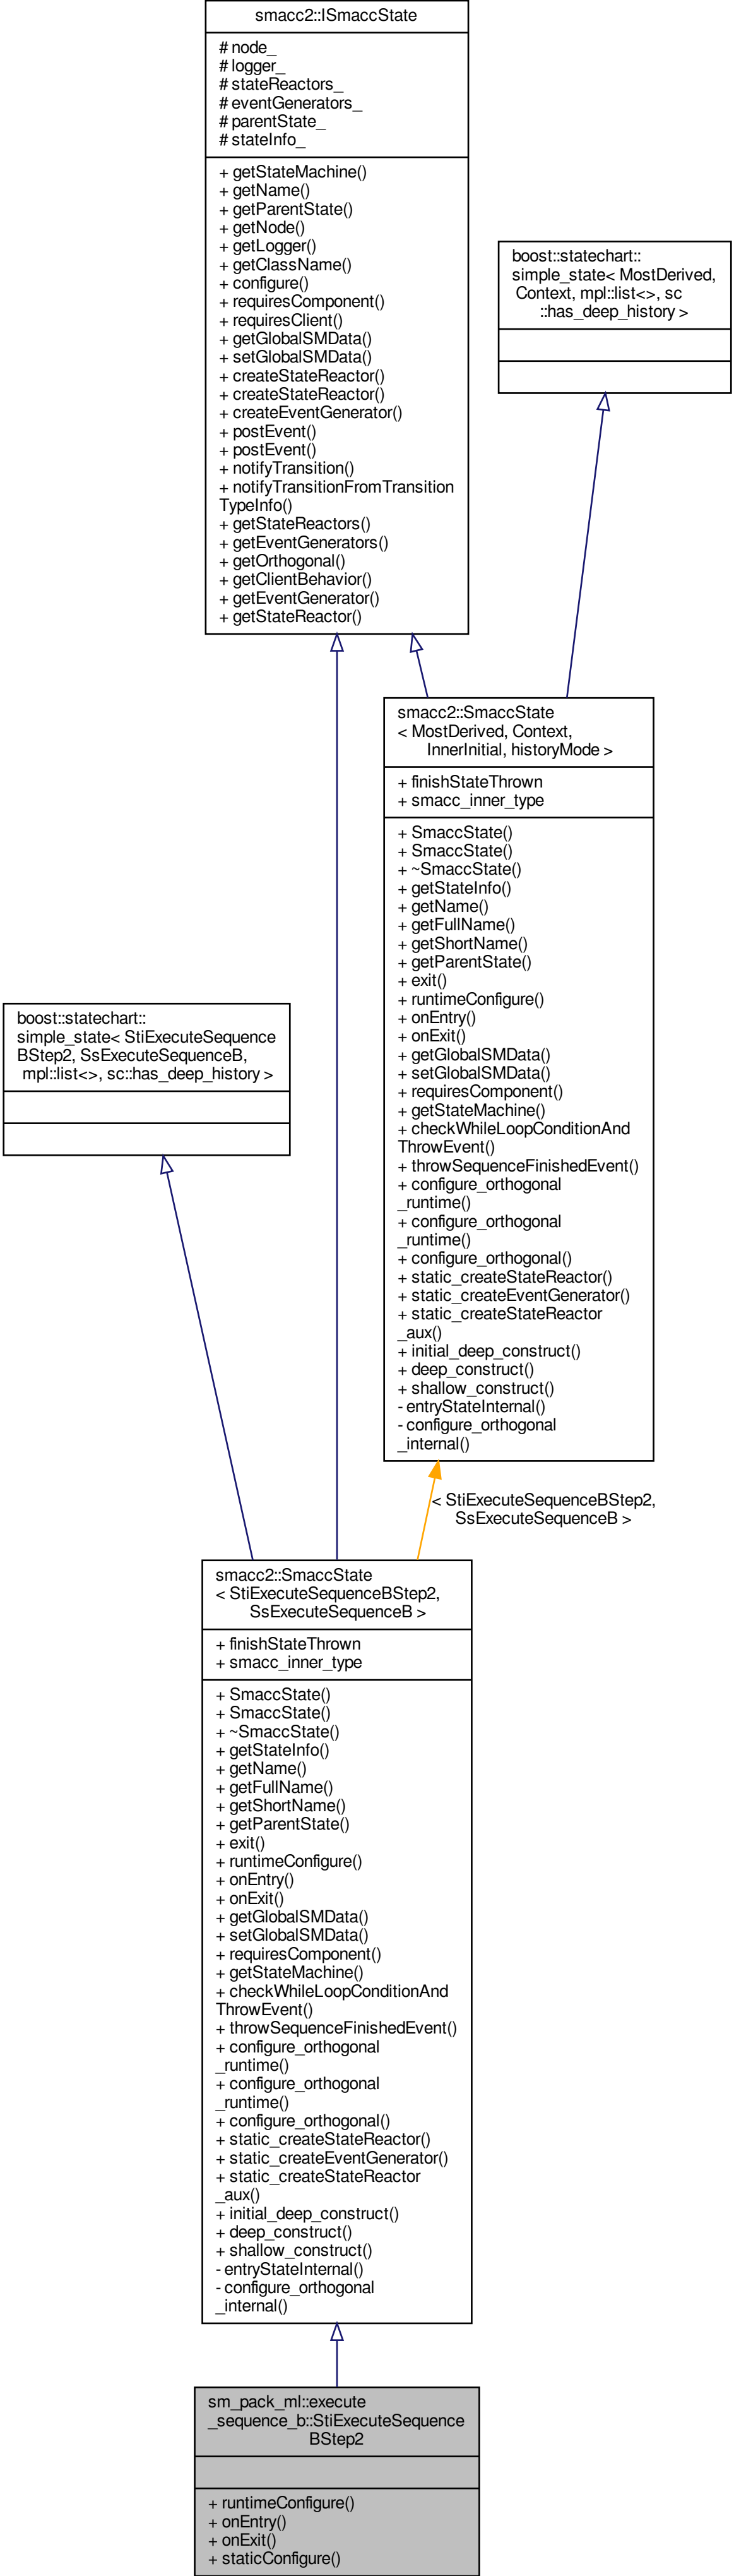 smacc2::ISmaccState
# node_
# logger_
# stateReactors_
# eventGenerators_
# parentState_
# stateInfo_
+ getStateMachine()
+ getName()
+ getParentState()
+ getNode()
+ getLogger()
+ getClassName()
+ configure()
+ requiresComponent()
+ requiresClient()
+ getGlobalSMData()
+ setGlobalSMData()
+ createStateReactor()
+ createStateReactor()
+ createEventGenerator()
+ postEvent()
+ postEvent()
+ notifyTransition()
+ notifyTransitionFromTransition
TypeInfo()
+ getStateReactors()
+ getEventGenerators()
+ getOrthogonal()
+ getClientBehavior()
+ getEventGenerator()
+ getStateReactor()
boost::statechart::
simple_state< MostDerived,
Context, mpl::list<>, sc
::has_deep_history >
smacc2::SmaccState
< MostDerived, Context,
InnerInitial, historyMode >
+ finishStateThrown
+ smacc_inner_type
+ SmaccState()
+ SmaccState()
+ ~SmaccState()
+ getStateInfo()
+ getName()
+ getFullName()
+ getShortName()
+ getParentState()
+ exit()
+ runtimeConfigure()
+ onEntry()
+ onExit()
+ getGlobalSMData()
+ setGlobalSMData()
+ requiresComponent()
+ getStateMachine()
+ checkWhileLoopConditionAnd
ThrowEvent()
+ throwSequenceFinishedEvent()
+ configure_orthogonal
_runtime()
+ configure_orthogonal
_runtime()
+ configure_orthogonal()
+ static_createStateReactor()
+ static_createEventGenerator()
+ static_createStateReactor
_aux()
+ initial_deep_construct()
+ deep_construct()
+ shallow_construct()
- entryStateInternal()
- configure_orthogonal
_internal()
boost::statechart::
simple_state< StiExecuteSequence
BStep2, SsExecuteSequenceB,
mpl::list<>, sc::has_deep_history >
< StiExecuteSequenceBStep2,
SsExecuteSequenceB >
smacc2::SmaccState
< StiExecuteSequenceBStep2,
SsExecuteSequenceB >
+ finishStateThrown
+ smacc_inner_type
+ SmaccState()
+ SmaccState()
+ ~SmaccState()
+ getStateInfo()
+ getName()
+ getFullName()
+ getShortName()
+ getParentState()
+ exit()
+ runtimeConfigure()
+ onEntry()
+ onExit()
+ getGlobalSMData()
+ setGlobalSMData()
+ requiresComponent()
+ getStateMachine()
+ checkWhileLoopConditionAnd
ThrowEvent()
+ throwSequenceFinishedEvent()
+ configure_orthogonal
_runtime()
+ configure_orthogonal
_runtime()
+ configure_orthogonal()
+ static_createStateReactor()
+ static_createEventGenerator()
+ static_createStateReactor
_aux()
+ initial_deep_construct()
+ deep_construct()
+ shallow_construct()
- entryStateInternal()
- configure_orthogonal
_internal()
sm_pack_ml::execute
_sequence_b::StiExecuteSequence
BStep2
+ runtimeConfigure()
+ onEntry()
+ onExit()
+ staticConfigure()